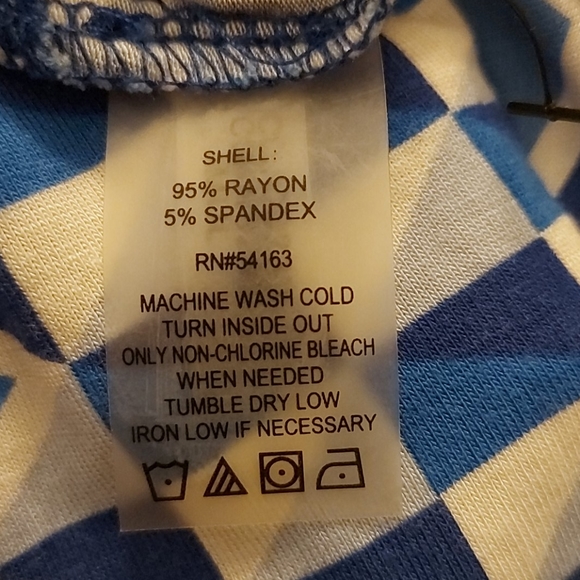 SHELL:
95% RAYON
5% SPANDEX
RN#54163
MACHINE WASH COLD
TURN INSIDE OUT
ONLY NON-CHLORINE BLEACH
WHEN NEEDED
TUMBLE DRY LOW
IRON LOW IF NECESSARY